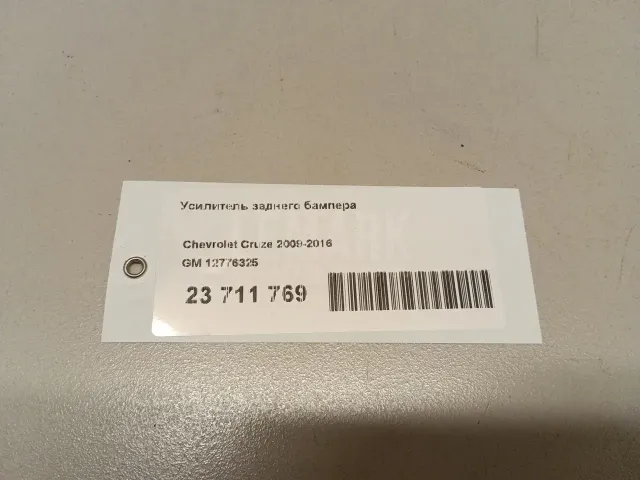 Усилитель заднего бампера
Chevrolet Cruze 2009-2016
GM 12776325
23 711 769